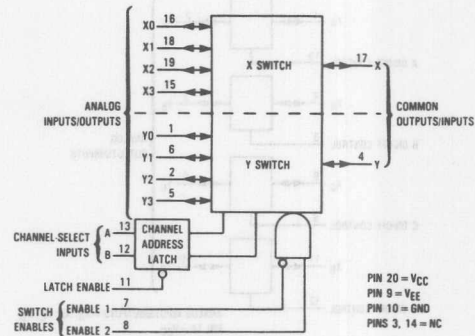 X0 16
X1 18
X2 19
X3 15
X SWITCH
17 X
ANALOG
INPUTS/OUTPUTS
COMMON
OUTPUTS/INPUTS
Y0 1
Y1 6
Y2 2
Y3 5
Y SWITCH
4 Y
CHANNEL-SELECT
INPUTS
A 13
B 12
CHANNEL
ADDRESS
LATCH
LATCH ENABLE 11
SWITCH
ENABLES
ENABLE 1 7
ENABLE 2 8
PIN 20 = VCC
PIN 9 = VEE
PIN 10 = GND
PINS 3, 14 = NC